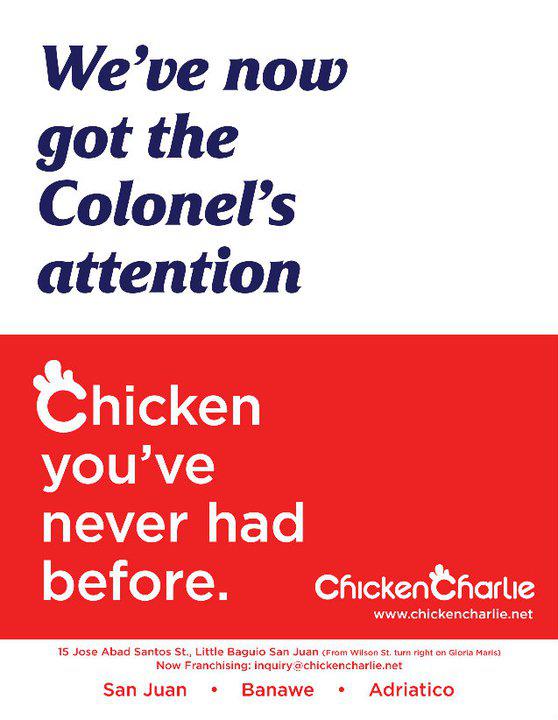 We've now
got the
Colonel's
attention
Chicken
you've
never had
before.
ChickenCharlie
www.chickencharlie.net
15 Jose Abad Santos St., Little Baguio San Juan (From Wilson St. turn right on Gloria Maris)
Now Franchising: inquiry@chickencharlie.net
San Juan • Banawe • Adriatico